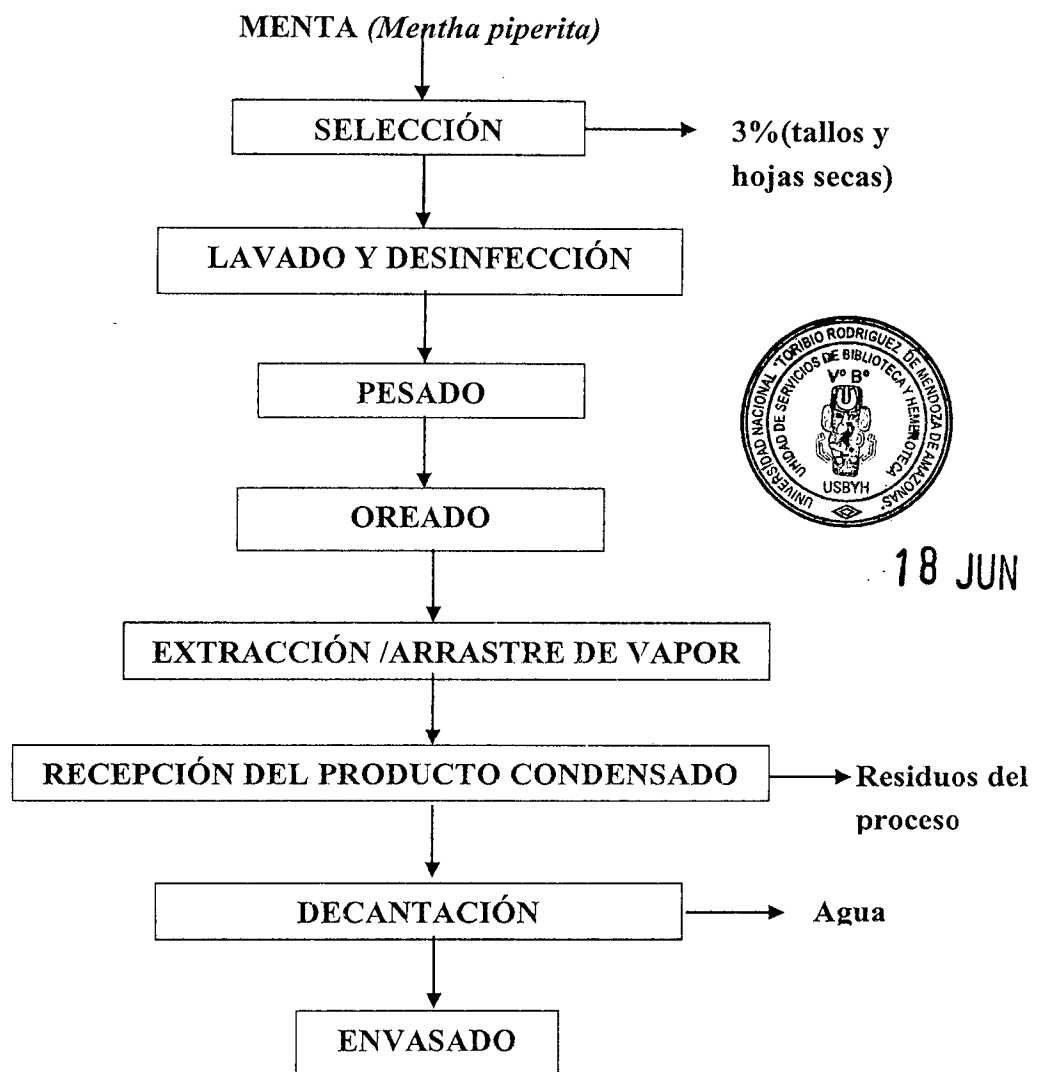 MENTA (Mentha piperita)
SELECCIÓN
3%(tallos y
hojas secas)
LAVADO Y DESINFECCIÓN
PESADO
UNIVERSIDAD NACIONAL "TORIBIO RODRIGUEZ DE MENDOZA DE AMAZONAS"
UNIDAD DE SERVICIOS DE BIBLIOTECA Y HEMEROTECA
Vº Bº
USBYH
OREADO
18 JUN
EXTRACCIÓN /ARRASTRE DE VAPOR
RECEPCIÓN DEL PRODUCTO CONDENSADO
Residuos del
proceso
DECANTACIÓN
Agua
ENVASADO